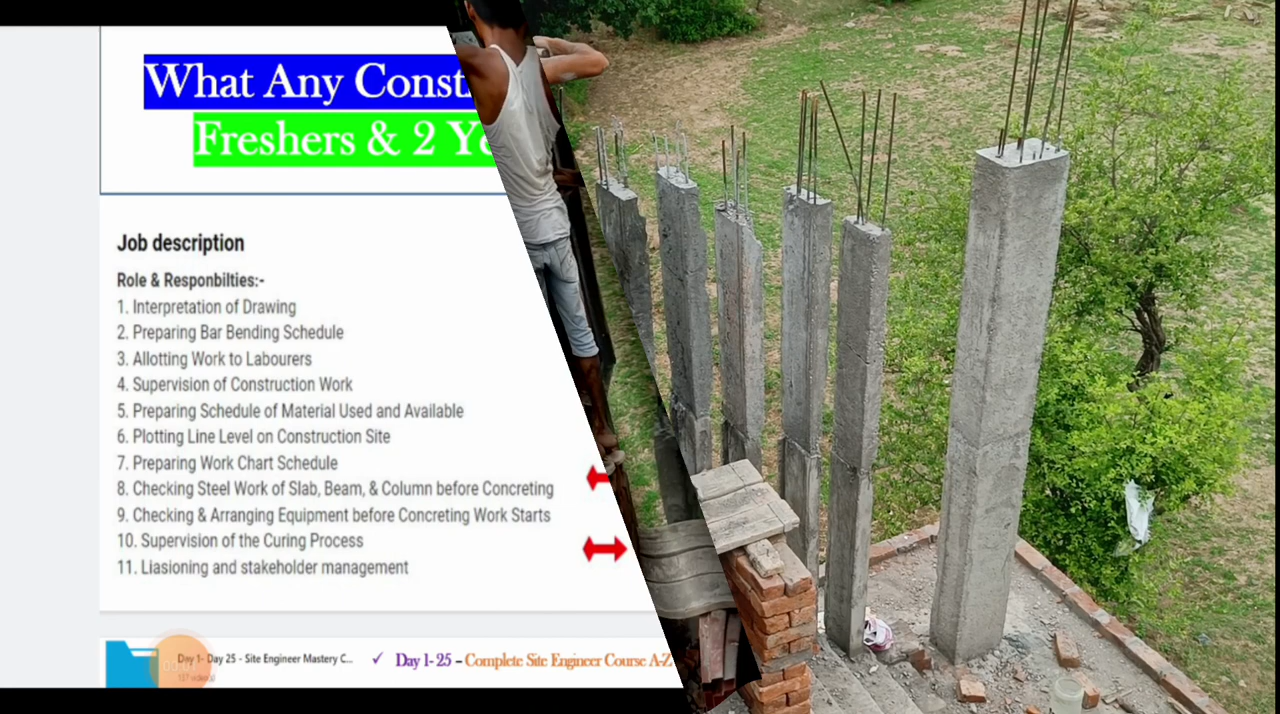 What Any Const
Freshers & 2 Ye
Job description
Role & Responbilties:-
1. Interpretation of Drawing
2. Preparing Bar Bending Schedule
3. Allotting Work to Labourers
4. Supervision of Construction Work
5. Preparing Schedule of Material Used and Available
6. Plotting Line Level on Construction Site
7. Preparing Work Chart Schedule
8. Checking Steel Work of Slab, Beam, & Column before Concreting
9. Checking & Arranging Equipment before Concreting Work Starts
10. Supervision of the Curing Process
11. Liasioning and stakeholder management
Day 1- Day 25 - Site Engineer Mastery C...
✓ Day 1- 25 – Complete Site Engineer Course A-Z